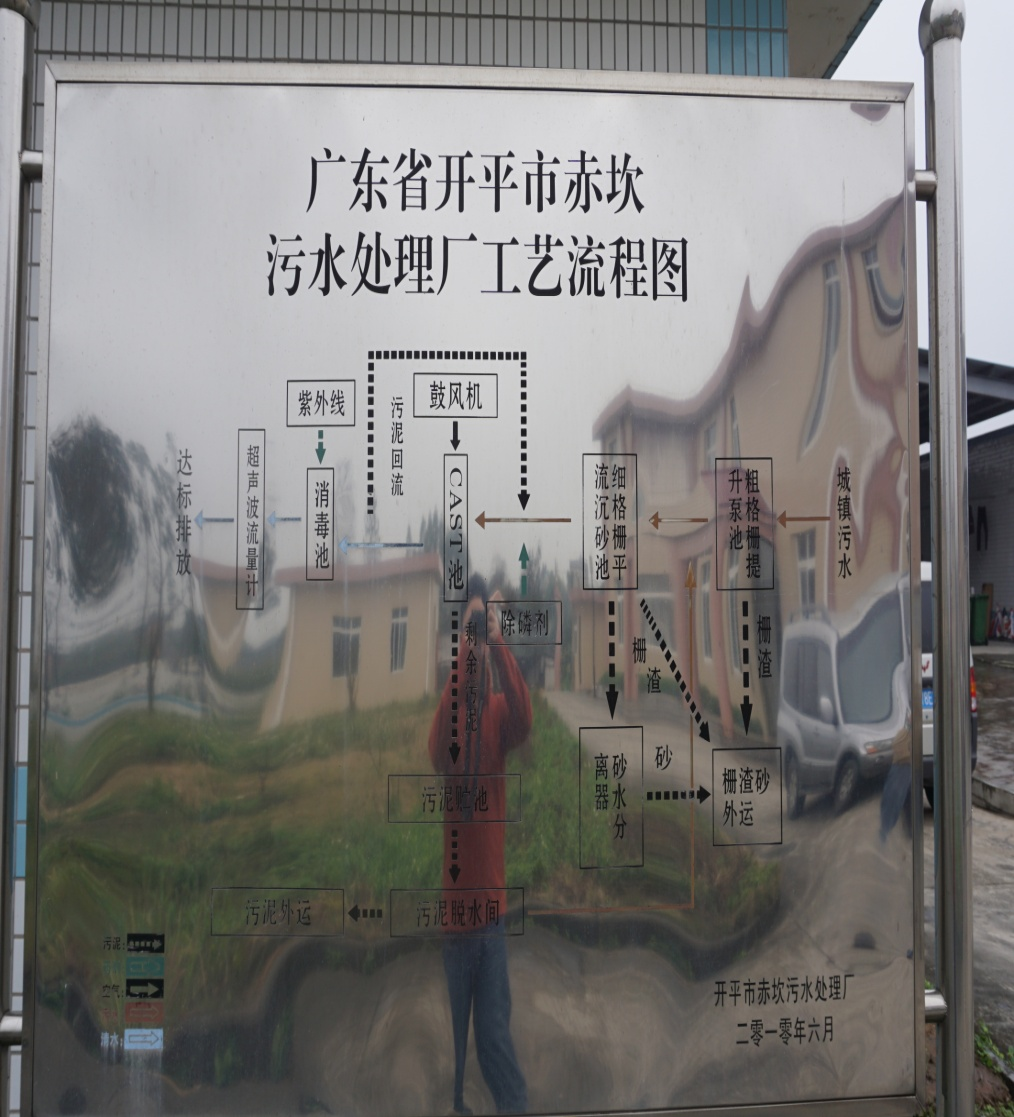 广东省开平市赤坎
污水处理厂工艺流程图
紫外线
鼓风机
污泥回流
达标排放
超声波流量计
消毒池
CAST池
细格栅平
流沉砂池
粗格栅提
升泵池
城镇污水
除磷剂
剩余污泥
栅渣
栅渣
污泥贮池
砂水分
离器
砂
栅渣砂
外运
污泥外运
污泥脱水间
污泥:
空气:
清水:
开平市赤坎污水处理厂
二零一零年六月